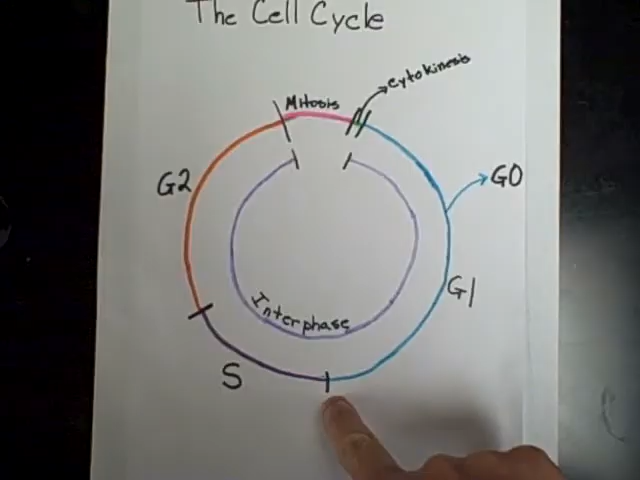 The Cell Cycle
Cytokinesis
Mitosis
G2
G0
G1
Interphase
S